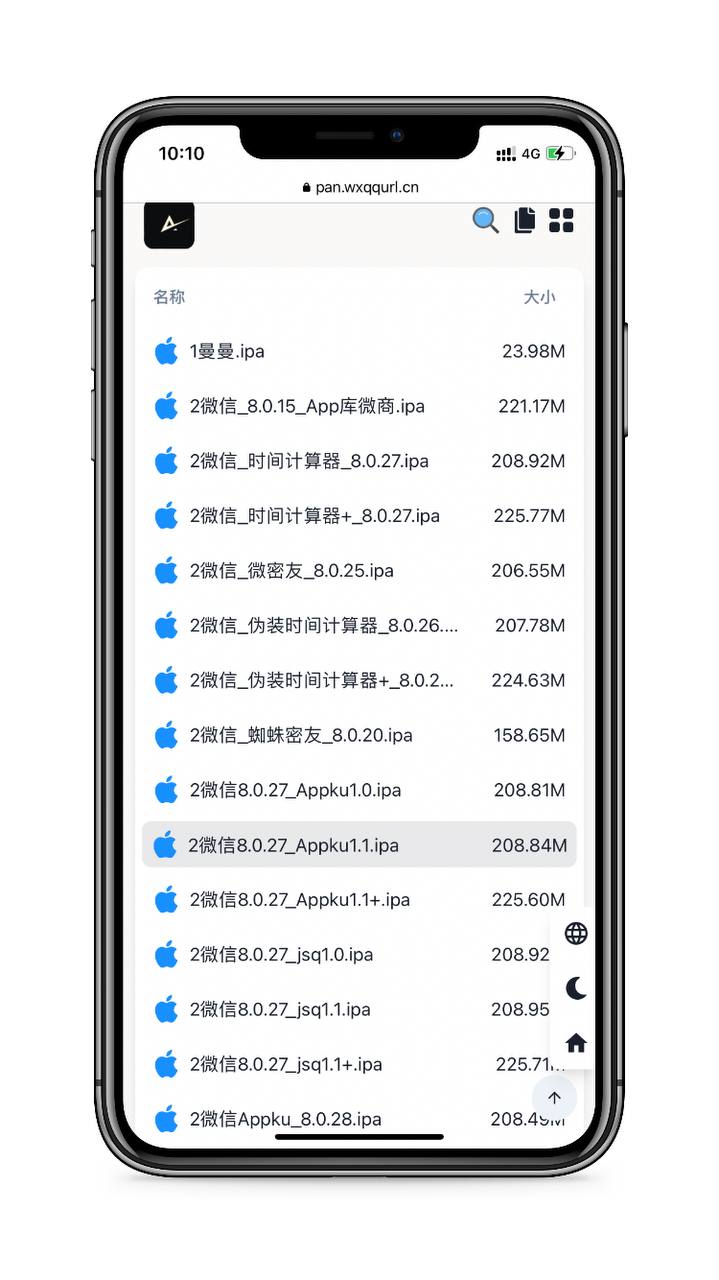 10:10
4G
pan.wxqqurl.cn
名称 大小
1曼曼.ipa 23.98M
2微信_8.0.15_App库微商.ipa 221.17M
2微信_时间计算器_8.0.27.ipa 208.92M
2微信_时间计算器+_8.0.27.ipa 225.77M
2微信_微密友_8.0.25.ipa 206.55M
2微信_伪装时间计算器_8.0.26.... 207.78M
2微信_伪装时间计算器+_8.0.2... 224.63M
2微信_蜘蛛密友_8.0.20.ipa 158.65M
2微信8.0.27_Appku1.0.ipa 208.81M
2微信8.0.27_Appku1.1.ipa 208.84M
2微信8.0.27_Appku1.1+.ipa 225.60M
2微信8.0.27_jsq1.0.ipa 208.92
2微信8.0.27_jsq1.1.ipa 208.95
2微信8.0.27_jsq1.1+.ipa 225.71
2微信Appku_8.0.28.ipa 208.49M